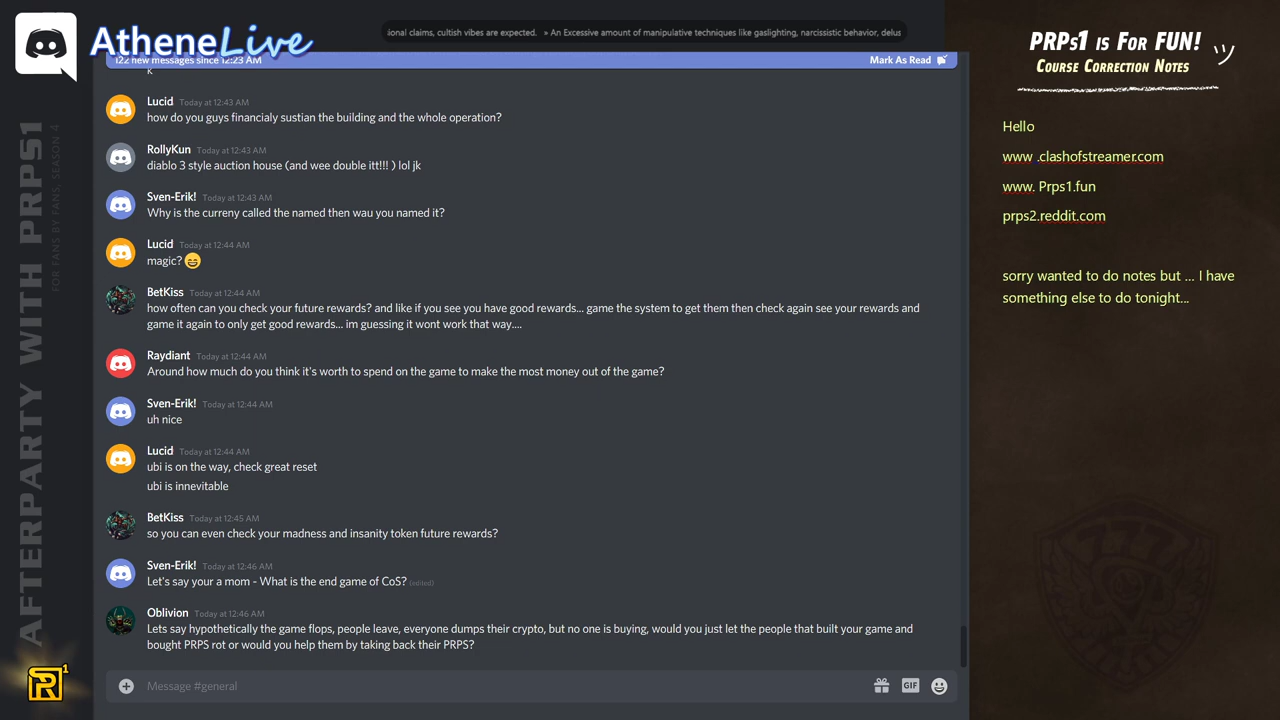 AtheneLive
ional claims, cultish vibes are expected.   » An Excessive amount of manipulative techniques like gaslighting, narcissistic behavior, delus
122 new messages since 12:23 AM
Mark As Read
K
Lucid Today at 12:43 AM
how do you guys financialy sustian the building and the whole operation?
RollyKun Today at 12:43 AM
diablo 3 style auction house (and wee double itt!!! ) lol jk
Sven-Erik! Today at 12:43 AM
Why is the curreny called the named then wau you named it?
Lucid Today at 12:44 AM
magic? 😄
BetKiss Today at 12:44 AM
how often can you check your future rewards? and like if you see you have good rewards... game the system to get them then check again see your rewards and
game it again to only get good rewards... im guessing it wont work that way....
Raydiant Today at 12:44 AM
Around how much do you think it's worth to spend on the game to make the most money out of the game?
Sven-Erik! Today at 12:44 AM
uh nice
Lucid Today at 12:44 AM
ubi is on the way, check great reset
ubi is innevitable
BetKiss Today at 12:45 AM
so you can even check your madness and insanity token future rewards?
Sven-Erik! Today at 12:46 AM
Let's say your a mom - What is the end game of CoS? (edited)
Oblivion Today at 12:46 AM
Lets say hypothetically the game flops, people leave, everyone dumps their crypto, but no one is buying, would you just let the people that built your game and
bought PRPS rot or would you help them by taking back their PRPS?
Message #general
GIF
AFTERPARTY WITH PRPS1
FOR FANS BY FANS, SEASON 4
R1
PRPs1 is For FUN!
Course Correction Notes
ツ
Hello
www .clashofstreamer.com
www. Prps1.fun
prps2.reddit.com
sorry wanted to do notes but ... I have
something else to do tonight...